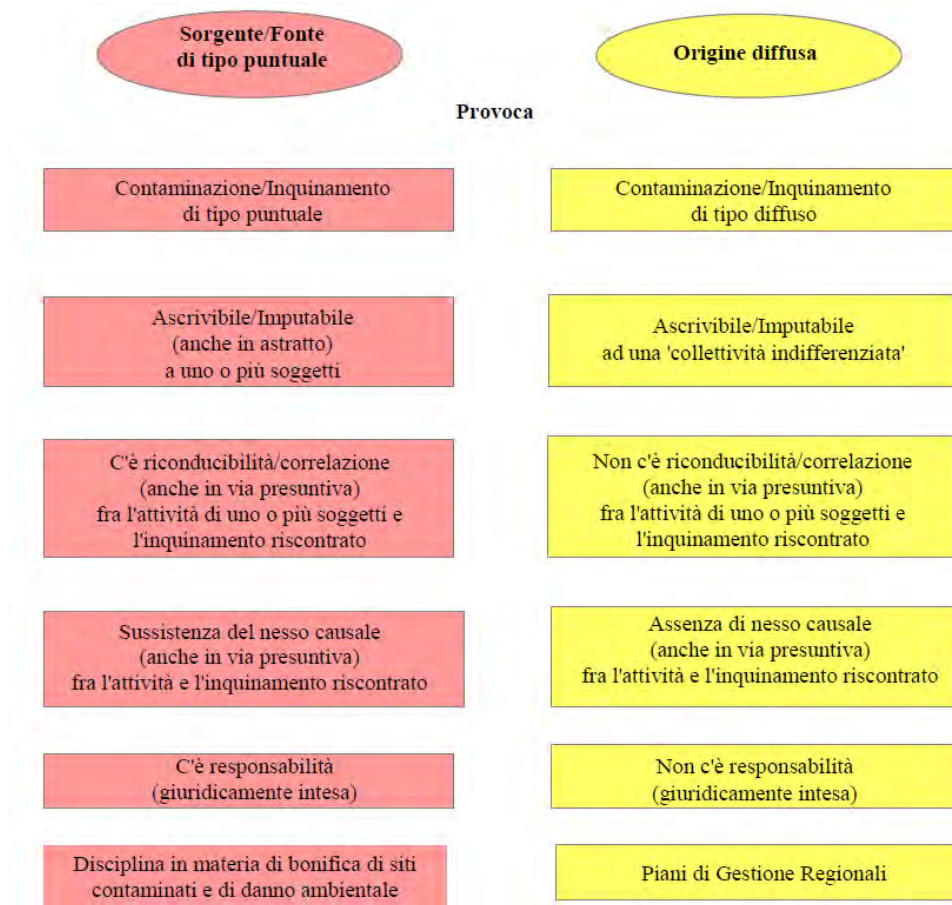 Sorgente/Fonte
di tipo puntuale
Origine diffusa
Provoca
Contaminazione/Inquinamento
di tipo puntuale
Contaminazione/Inquinamento
di tipo diffuso
Ascrivibile/Imputabile
(anche in astratto)
a uno o più soggetti
Ascrivibile/Imputabile
ad una 'collettività indifferenziata'
C'è riconducibilità/correlazione
(anche in via presuntiva)
fra l'attività di uno o più soggetti e
l'inquinamento riscontrato
Non c'è riconducibilità/correlazione
(anche in via presuntiva)
fra l'attività di uno o più soggetti e
l'inquinamento riscontrato
Sussistenza del nesso causale
(anche in via presuntiva)
fra l'attività e l'inquinamento riscontrato
Assenza di nesso causale
(anche in via presuntiva)
fra l'attività e l'inquinamento riscontrato
C'è responsabilità
(giuridicamente intesa)
Non c'è responsabilità
(giuridicamente intesa)
Disciplina in materia di bonifica di siti
contaminati e di danno ambientale
Piani di Gestione Regionali